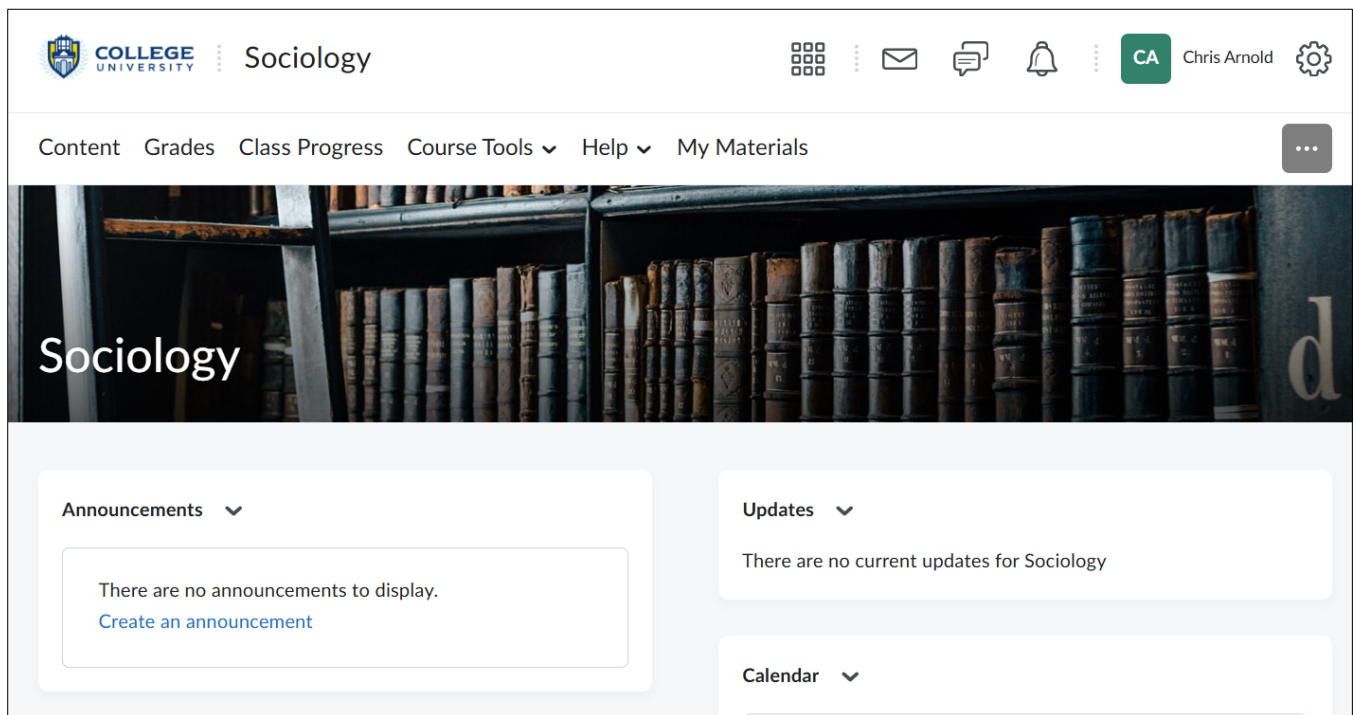 COLLEGE
UNIVERSITY
Sociology
CA
Chris Arnold
Content Grades Class Progress Course Tools Help My Materials
Sociology
d
Announcements
There are no announcements to display.
Create an announcement
Updates
There are no current updates for Sociology
Calendar